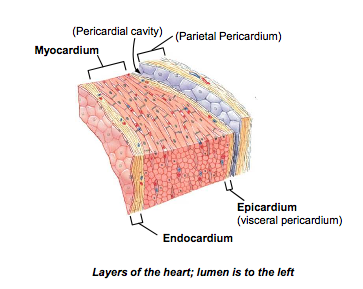 (Pericardial cavity)
(Parietal Pericardium)
Myocardium
Epicardium
(visceral pericardium)
Endocardium
Layers of the heart; lumen is to the left